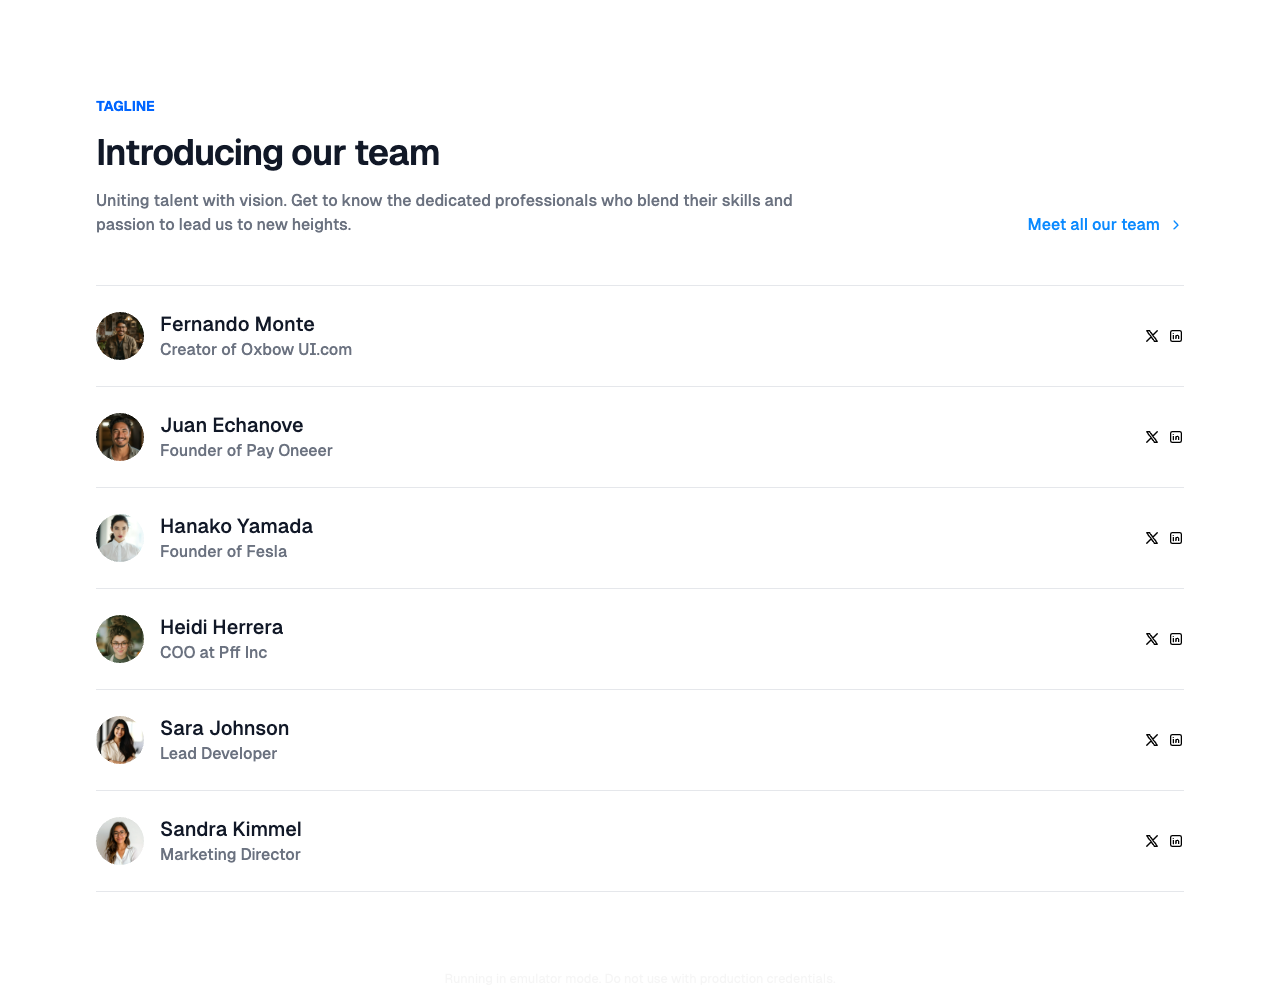 TAGLINE
Introducing our team
Uniting talent with vision. Get to know the dedicated professionals who blend their skills and
passion to lead us to new heights.
Meet all our team
Fernando Monte
Creator of Oxbow UI.com
Juan Echanove
Founder of Pay Oneeer
Hanako Yamada
Founder of Fesla
Heidi Herrera
COO at Pff Inc
Sara Johnson
Lead Developer
Sandra Kimmel
Marketing Director
Running in emulator mode. Do not use with production credentials.